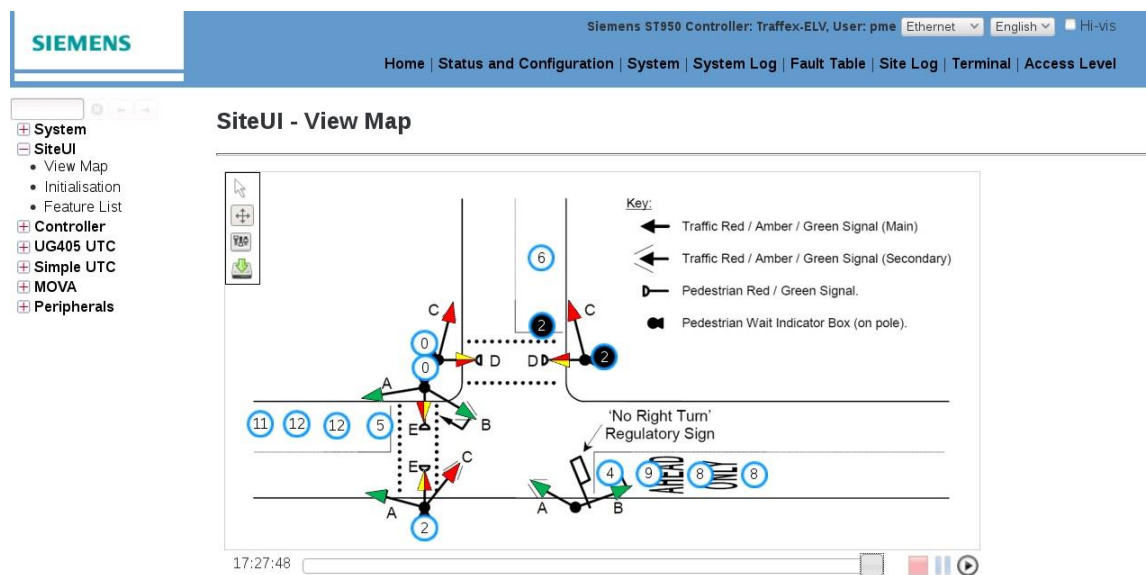 Siemens ST950 Controller: Traffex-ELV, User: pme Ethernet English Hi-vis
SIEMENS
Home | Status and Configuration | System | System Log | Fault Table | Site Log | Terminal | Access Level
System
SiteUI
View Map
Initialisation
Feature List
Controller
UG405 UTC
Simple UTC
MOVA
Peripherals
SiteUI - View Map
Key:
Traffic Red / Amber / Green Signal (Main)
Traffic Red / Amber / Green Signal (Secondary)
Pedestrian Red / Green Signal.
Pedestrian Wait Indicator Box (on pole).
6
C
C
2
0
D
D
2
0
A
'No Right Turn'
Regulatory Sign
11 12 12 5
E
B
E
C
4 9 8 8
AHEAD
ONLY
A
A
B
2
17:27:48